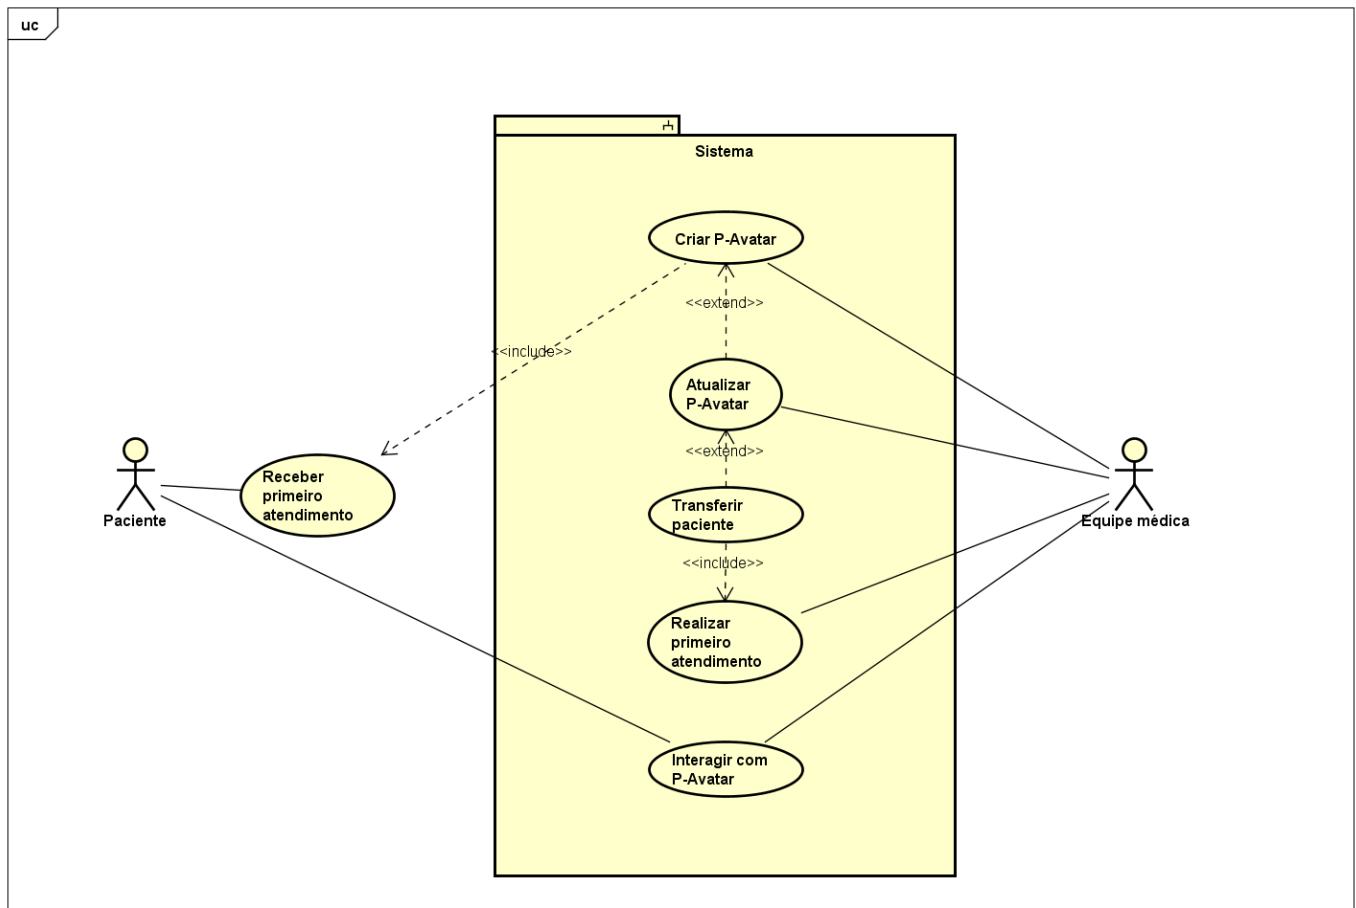 uc
Sistema
Criar P-Avatar
<<extend>>
<<include>>
Atualizar
P-Avatar
<<extend>>
Receber
primeiro
atendimento
Transferir
paciente
Paciente
Equipe médica
<<include>>
Realizar
primeiro
atendimento
Interagir com
P-Avatar